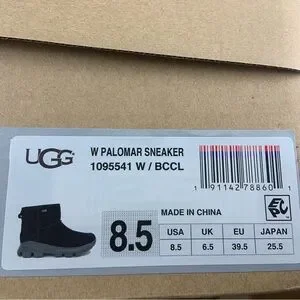 UGG
W PALOMAR SNEAKER
1095541 W / BCCL
1 91142 78860 1
8.5
MADE IN CHINA
EPC
USA UK EU JAPAN
8.5 6.5 39.5 25.5